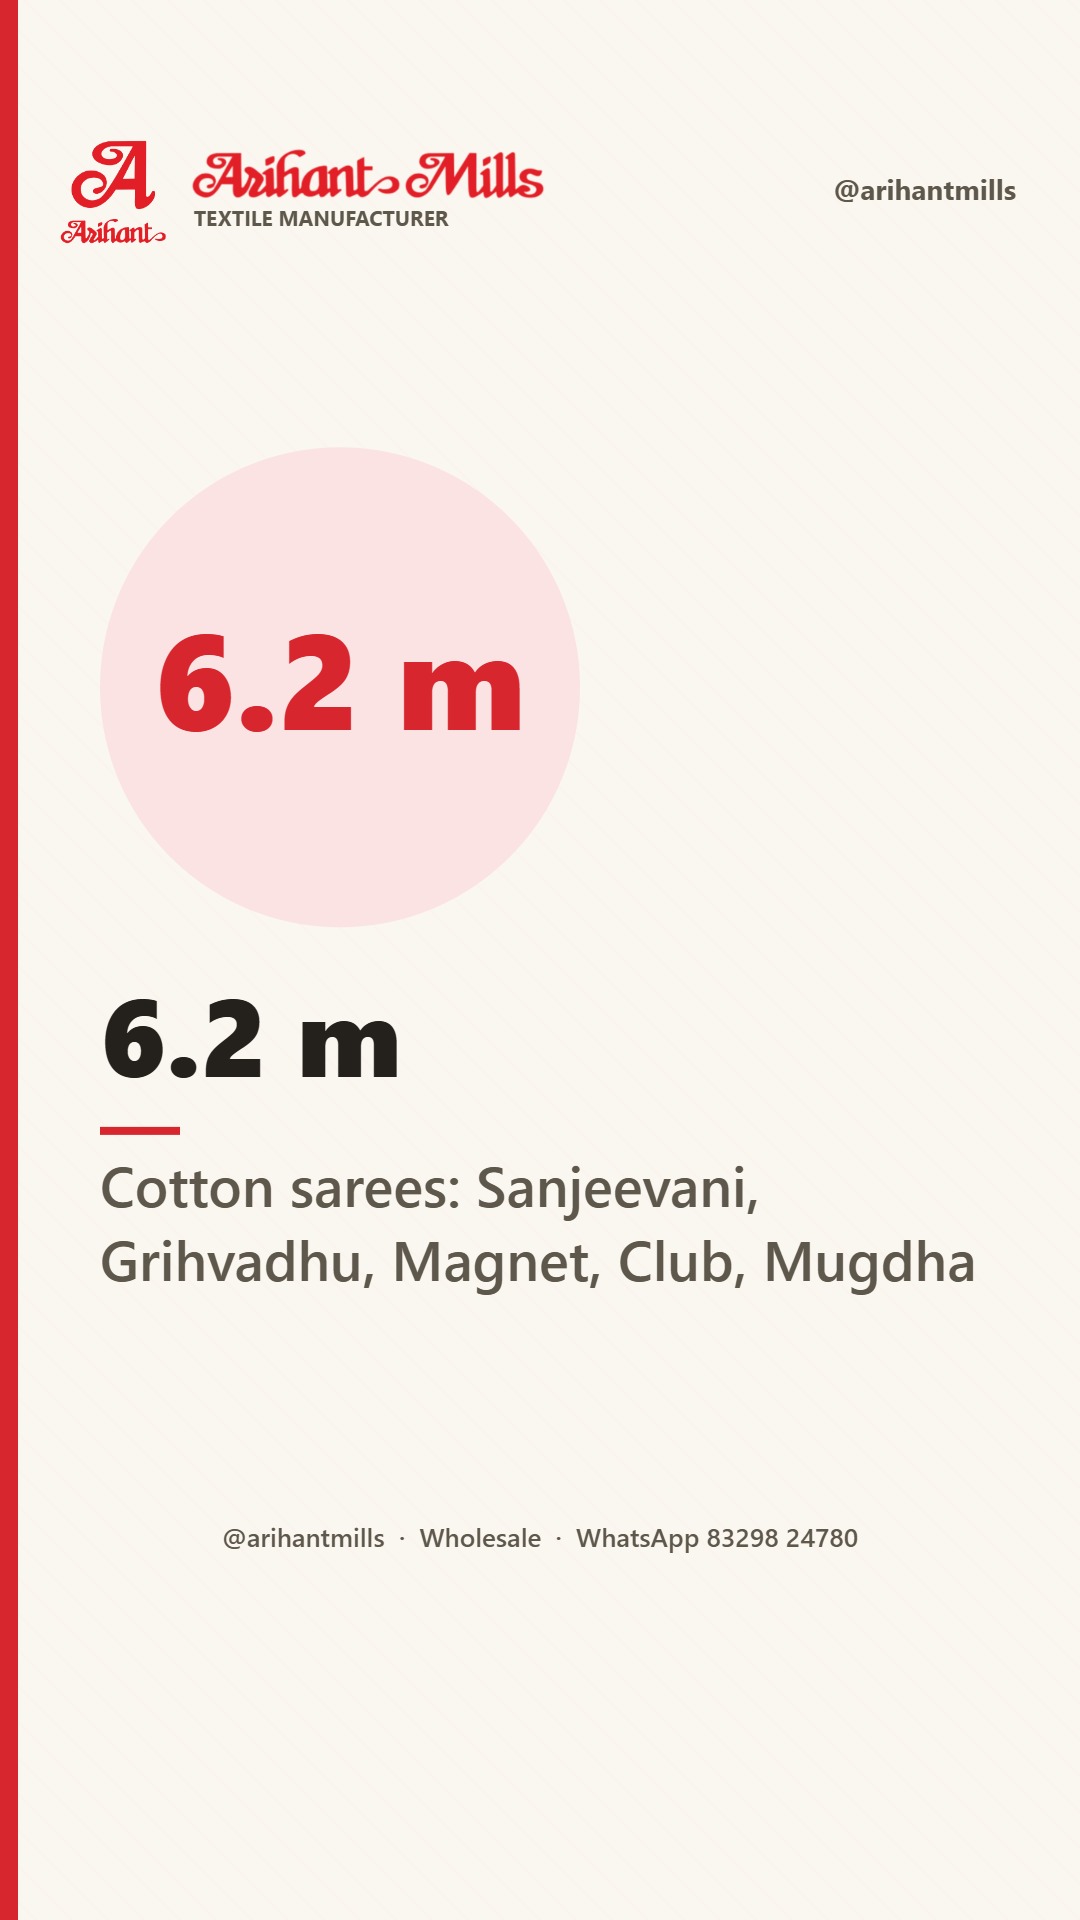 A
Arihant
Arihant Mills
TEXTILE MANUFACTURER
@arihantmills
6.2 m
6.2 m
Cotton sarees: Sanjeevani,
Grihvadhu, Magnet, Club, Mugdha
@arihantmills · Wholesale · WhatsApp 83298 24780